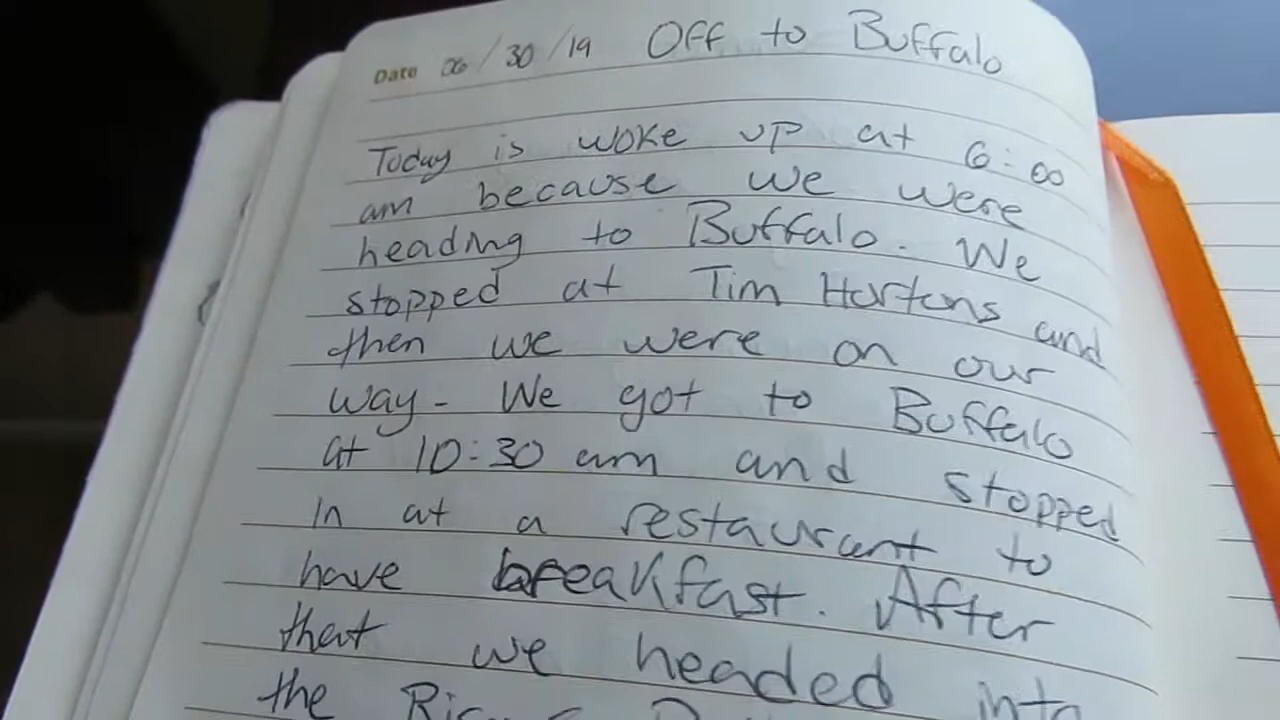 Date 06/30/19 Off to Buffalo
Today is woke up at 6:00
am because we were
heading to Buffalo. We
stopped at Tim Hortons and
then we were on our
way. We got to Buffalo
at 10:30 am and stopped
in at a restaurant to
have breakfast. After
that we headed into
the